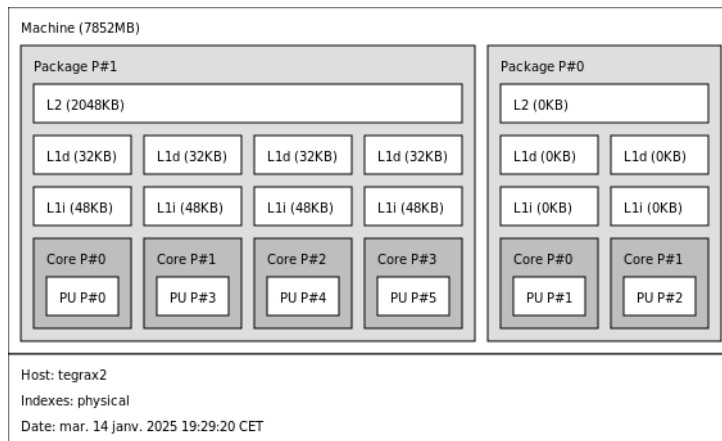 Machine (7852MB)
Package P#1
L2 (2048KB)
L1d (32KB) L1d (32KB) L1d (32KB) L1d (32KB)
L1i (48KB) L1i (48KB) L1i (48KB) L1i (48KB)
Core P#0 Core P#1 Core P#2 Core P#3
PU P#0 PU P#3 PU P#4 PU P#5
Package P#0
L2 (0KB)
L1d (0KB) L1d (0KB)
L1i (0KB) L1i (0KB)
Core P#0 Core P#1
PU P#1 PU P#2
Host: tegrax2
Indexes: physical
Date: mar. 14 janv. 2025 19:29:20 CET